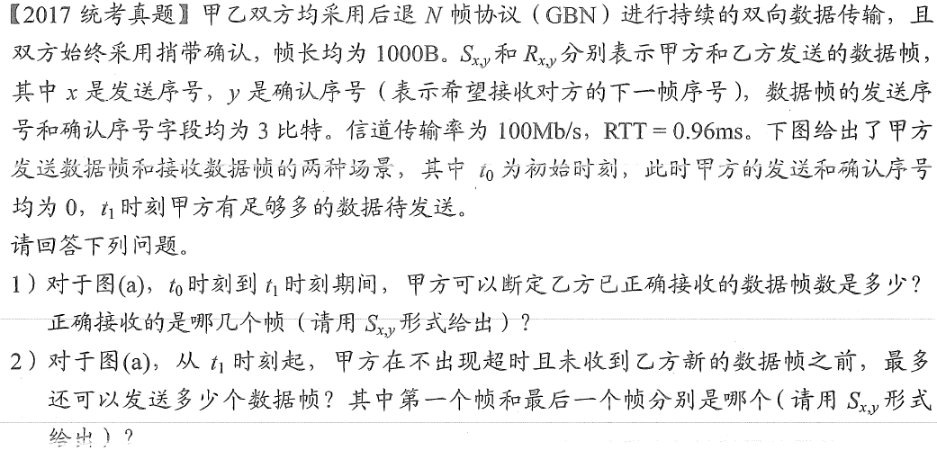 【2017 统考真题】甲乙双方均采用后退 N 帧协议（GBN）进行持续的双向数据传输，且
双方始终采用捎带确认，帧长均为 1000B。Sx,y 和 Rx,y 分别表示甲方和乙方发送的数据帧，
其中 x 是发送序号，y 是确认序号（表示希望接收对方的下一帧序号），数据帧的发送序
号和确认序号字段均为 3 比特。信道传输率为 100Mb/s，RTT = 0.96ms。下图给出了甲方
发送数据帧和接收数据帧的两种场景，其中 t0 为初始时刻，此时甲方的发送和确认序号
均为 0，t1 时刻甲方有足够多的数据待发送。
请回答下列问题。
1）对于图(a)，t0 时刻到 t1 时刻期间，甲方可以断定乙方已正确接收的数据帧数是多少？
正确接收的是哪几个帧（请用 Sx,y 形式给出）？
2）对于图(a)，从 t1 时刻起，甲方在不出现超时且未收到乙方新的数据帧之前，最多
还可以发送多少个数据帧？其中第一个帧和最后一个帧分别是哪个（请用 Sx,y 形式
给出）？